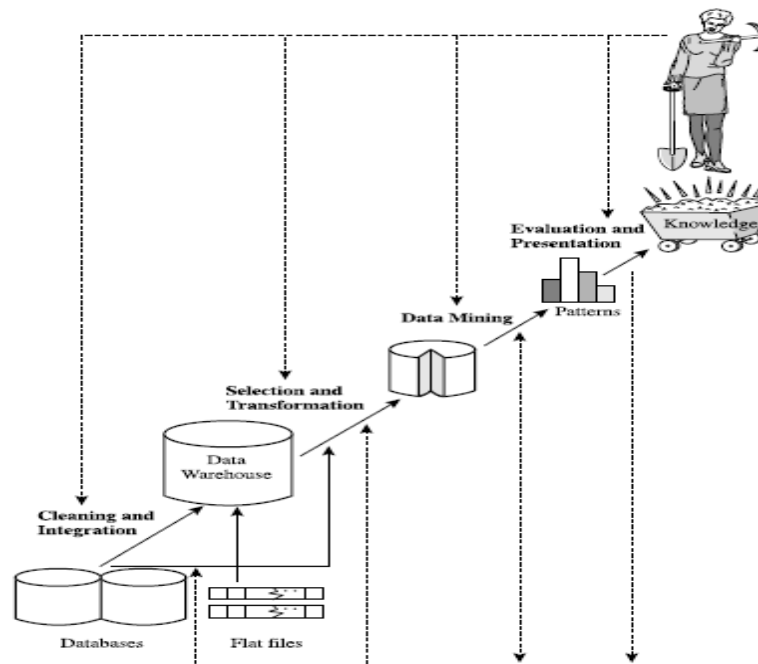 Knowledge
Evaluation and
Presentation
Patterns
Data Mining
Selection and
Transformation
Data
Warehouse
Cleaning and
Integration
Databases
Flat files